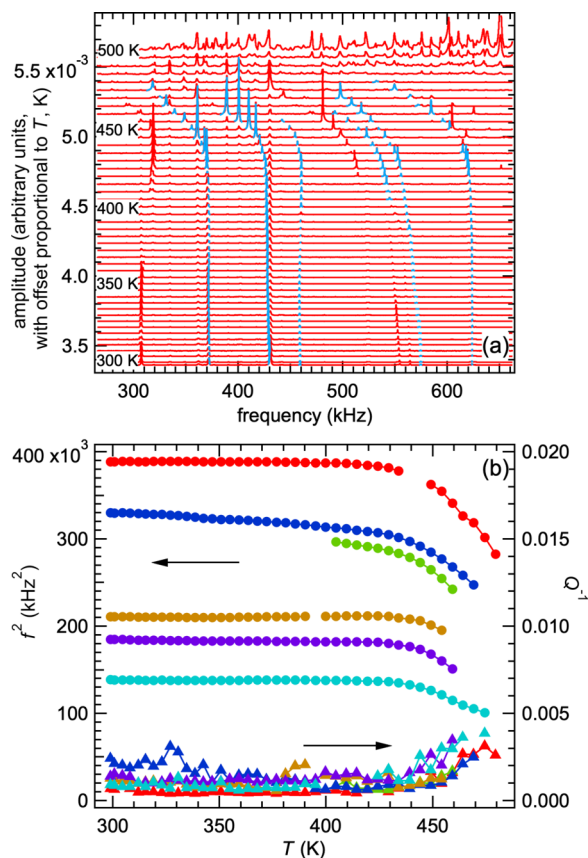 500 K
5.5 x10⁻³
450 K
5.0
400 K
4.5
350 K
4.0
300 K
3.5
amplitude (arbitrary units,
with offset proportional to T, K)
(a)
300 400 500 600
frequency (kHz)
400 x10³ (b) 0.020
300 0.015
f² (kHz²) 200 0.010 Q⁻¹
100 0.005
0 0.000
300 350 400 450
T (K)